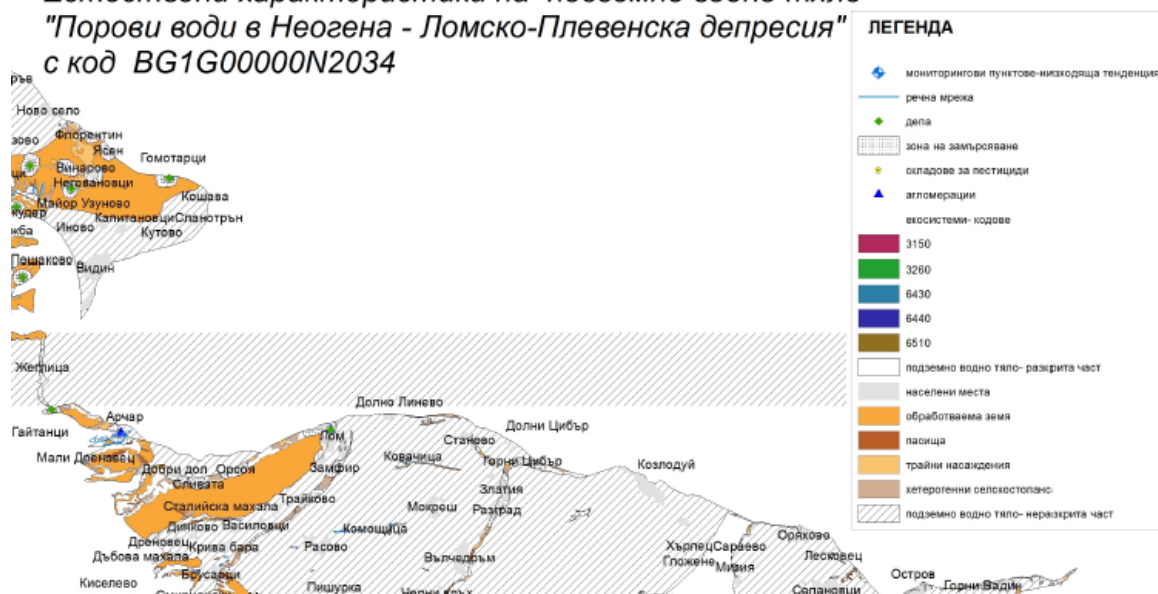 "Порови води в Неогена - Ломско-Плевенска депресия"
с код BG1G00000N2034
ЛЕГЕНДА
мониторингови пунктове-низходяща тенденция
речна мрежа
депа
зона на замърсяване
складове за пестициди
агломерации
екосистеми- кодове
3150
3260
6430
6440
6510
подземно водно тяло- разкрита част
населени места
обработваема земя
пасища
трайни насаждения
хетерогенни селскостопанс
подземно водно тяло- неразкрита част
Ново село
Флорентин
Ясен
Гомотарци
Винарово
Неговановци
Кошава
Майор Узуново
Капитановци
Сланотрън
Иново
Кутово
Видин
Жеглица
Долно Линево
Арчар
Долни Цибър
Гайтанци
Лом
Станево
Мали Дреновец
Ковачица
Горни Цибър
Козлодуй
Добри дол
Орсоя
Замфир
Сливата
Златия
Трайково
Сталийска махала
Мокреш
Разград
Динково
Василовци
Комощица
Оряхово
Дреновец
Крива бара
Расово
Хърлец
Сараево
Лесковец
Дъбова махала
Вълчедръм
Гложене
Мизия
Брусарци
Остров
Киселево
Пишурка
Черни връх
Селановци
Горни Вадин